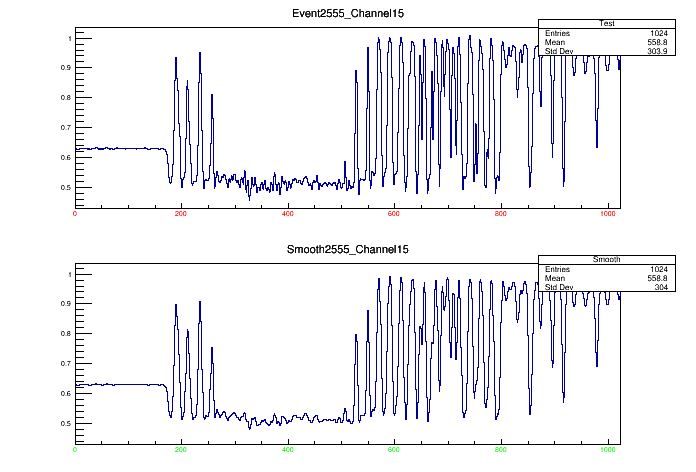 Event2555_Channel15
Test
Entries 1024
Mean 558.8
Std Dev 303.9
1
0.9
0.8
0.7
0.6
0.5
0 200 400 600 800 1000
Smooth2555_Channel15
Smooth
Entries 1024
Mean 558.8
Std Dev 304
1
0.9
0.8
0.7
0.6
0.5
0 200 400 600 800 1000